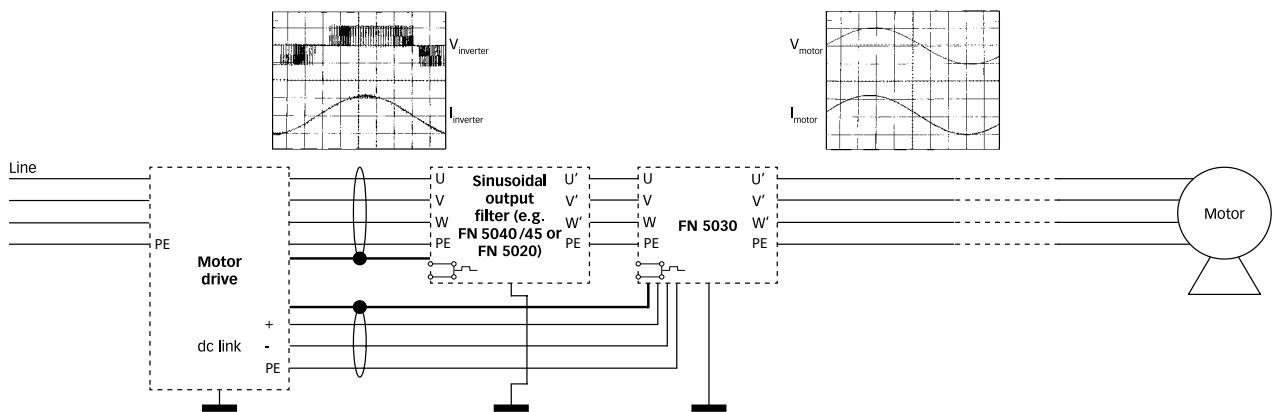 V inverter
I inverter
V motor
I motor
Line
PE
Motor
drive
+
dc link
-
PE
U
V
W
PE
Sinusoidal
output
filter (e.g.
FN 5040/45 or
FN 5020)
U'
V'
W'
PE
U
V
W
PE
FN 5030
U'
V'
W'
PE
Motor